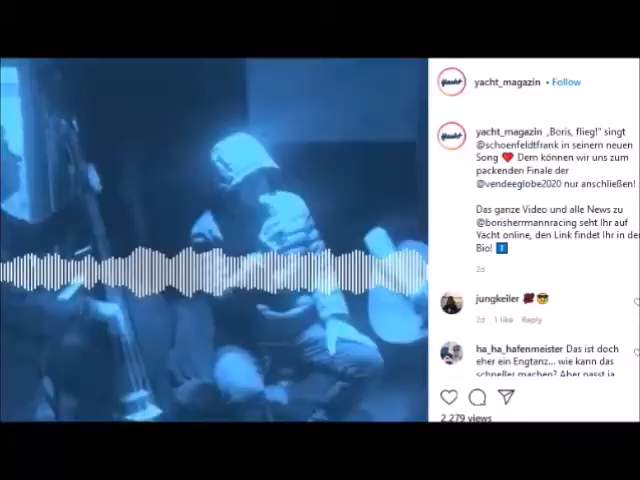 yacht_magazin • Follow
yacht_magazin „Boris, flieg!" singt
@schoenfeldtfrank in seinem neuen
Song ❤️ Dem können wir uns zum
packenden Finale der
@vendeeglobe2020 nur anschließen!
Das ganze Video und alle News zu
@borishermannracing seht Ihr auf
Yacht online, den Link findet Ihr in der
Bio! ⬆️
2d
jungkeiler 💥😎
2d 1 like Reply
ha_ha_hafenmeister Das ist doch
eher ein Engtanz... wie kann das
schneller machen? Aber passt ja
2.279 views